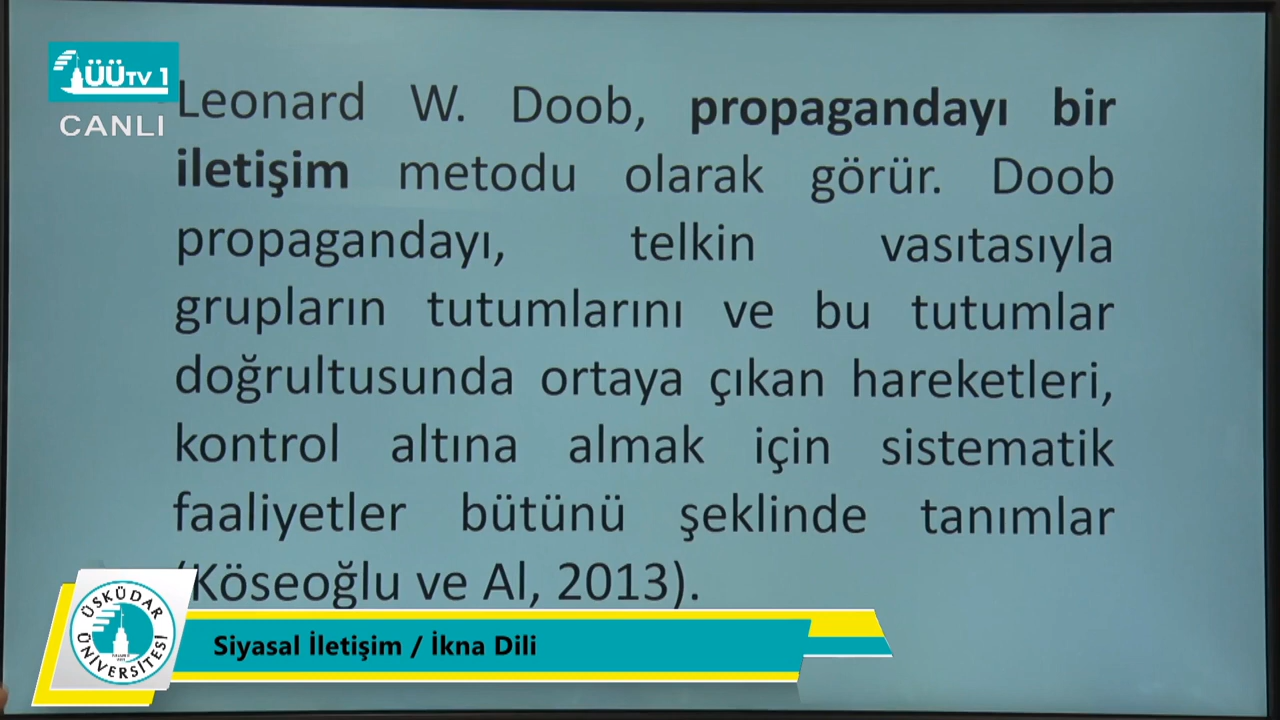 ÜÜTV 1
CANLI
Leonard W. Doob, propagandayı bir
iletişim metodu olarak görür. Doob
propagandayı, telkin vasıtasıyla
grupların tutumlarını ve bu tutumlar
doğrultusunda ortaya çıkan hareketleri,
kontrol altına almak için sistematik
faaliyetler bütünü şeklinde tanımlar
(Köseoğlu ve Al, 2013).
ÜSKÜDAR
ÜNİVERSİTESİ
Siyasal İletişim / İkna Dili